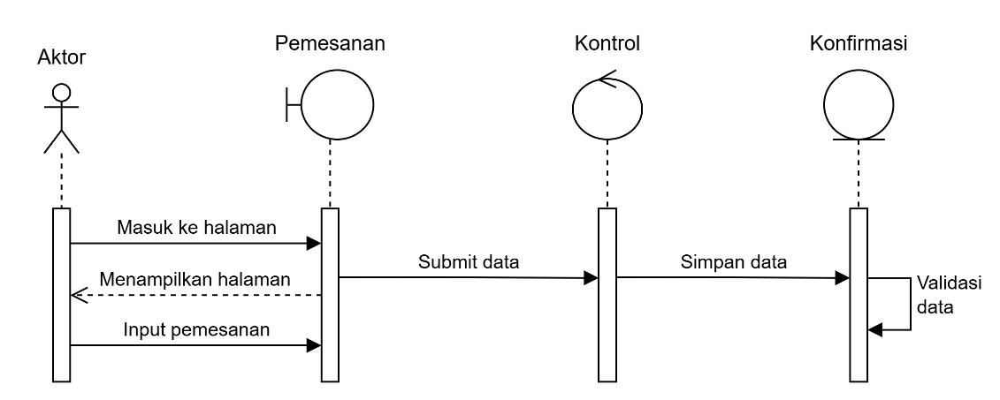 Aktor
Pemesanan
Kontrol
Konfirmasi
Masuk ke halaman
Submit data
Simpan data
Menampilkan halaman
Validasi
data
Input pemesanan